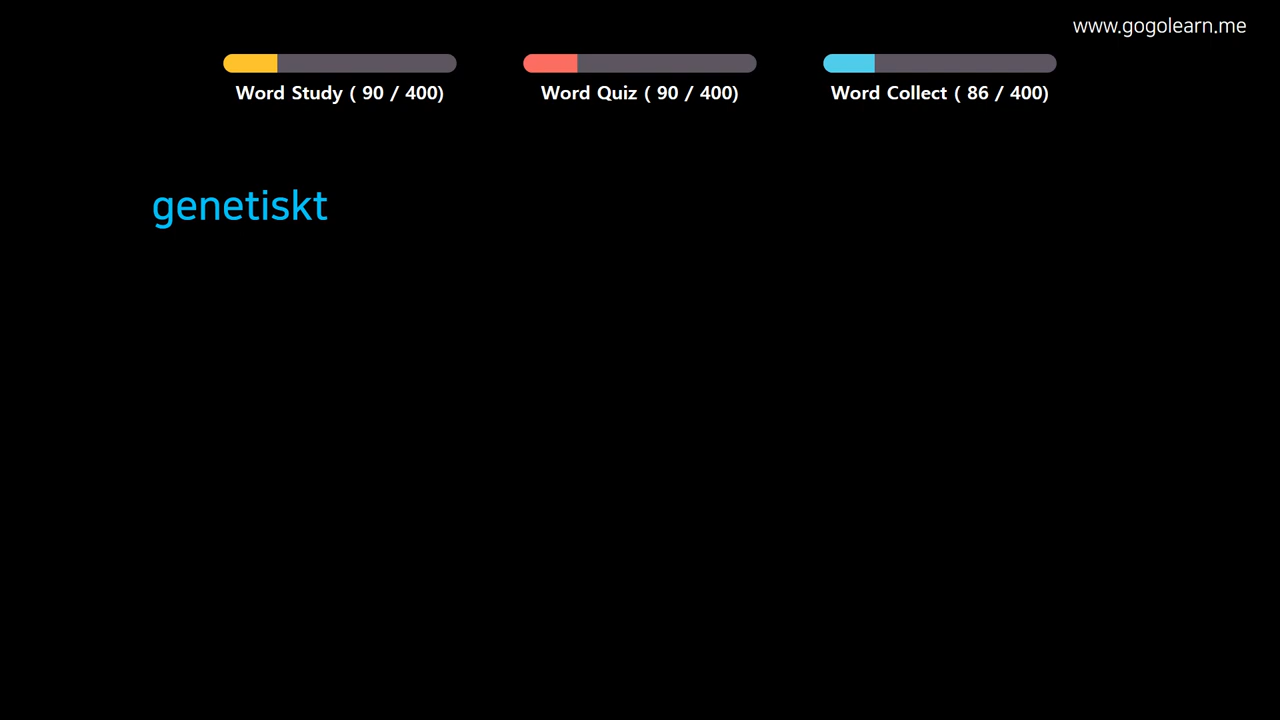 www.gogolearn.me
Word Study ( 90 / 400)
Word Quiz ( 90 / 400)
Word Collect ( 86 / 400)
genetiskt